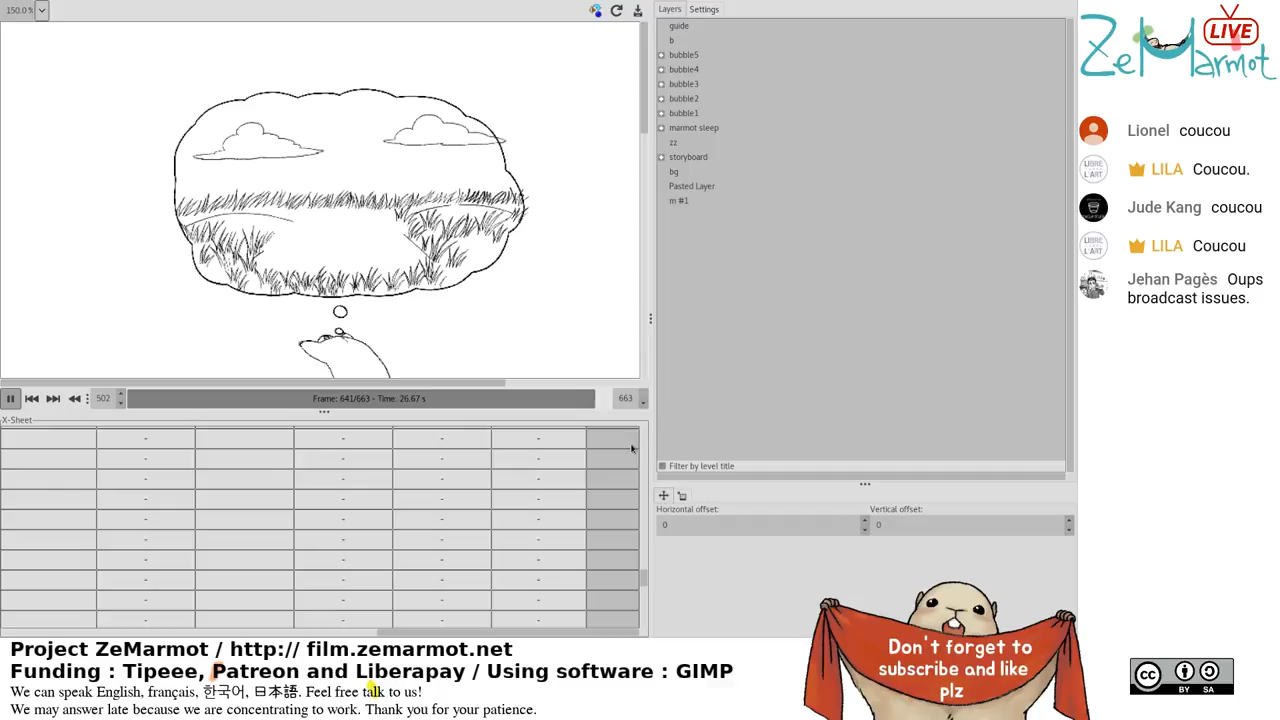 150.0 %
Layers
Settings
guide
b
bubble5
bubble4
bubble3
bubble2
bubble1
marmot sleep
zz
storyboard
bg
Pasted Layer
m #1
502
Frame: 641/663 - Time: 26.67 s
663
X-Sheet
Filter by level title
Horizontal offset:
Vertical offset:
0
0
ZeMarmot
LIVE
Lionel coucou
LILA Coucou.
Jude Kang coucou
LILA Coucou
Jehan Pagès Oups
broadcast issues.
Don't forget to
subscribe and like
plz
Project ZeMarmot / http:// film.zemarmot.net
Funding : Tipeee, Patreon and Liberapay / Using software : GIMP
We can speak English, français, 한국어, 日本語. Feel free talk to us!
We may answer late because we are concentrating to work. Thank you for your patience.
cc
BY SA